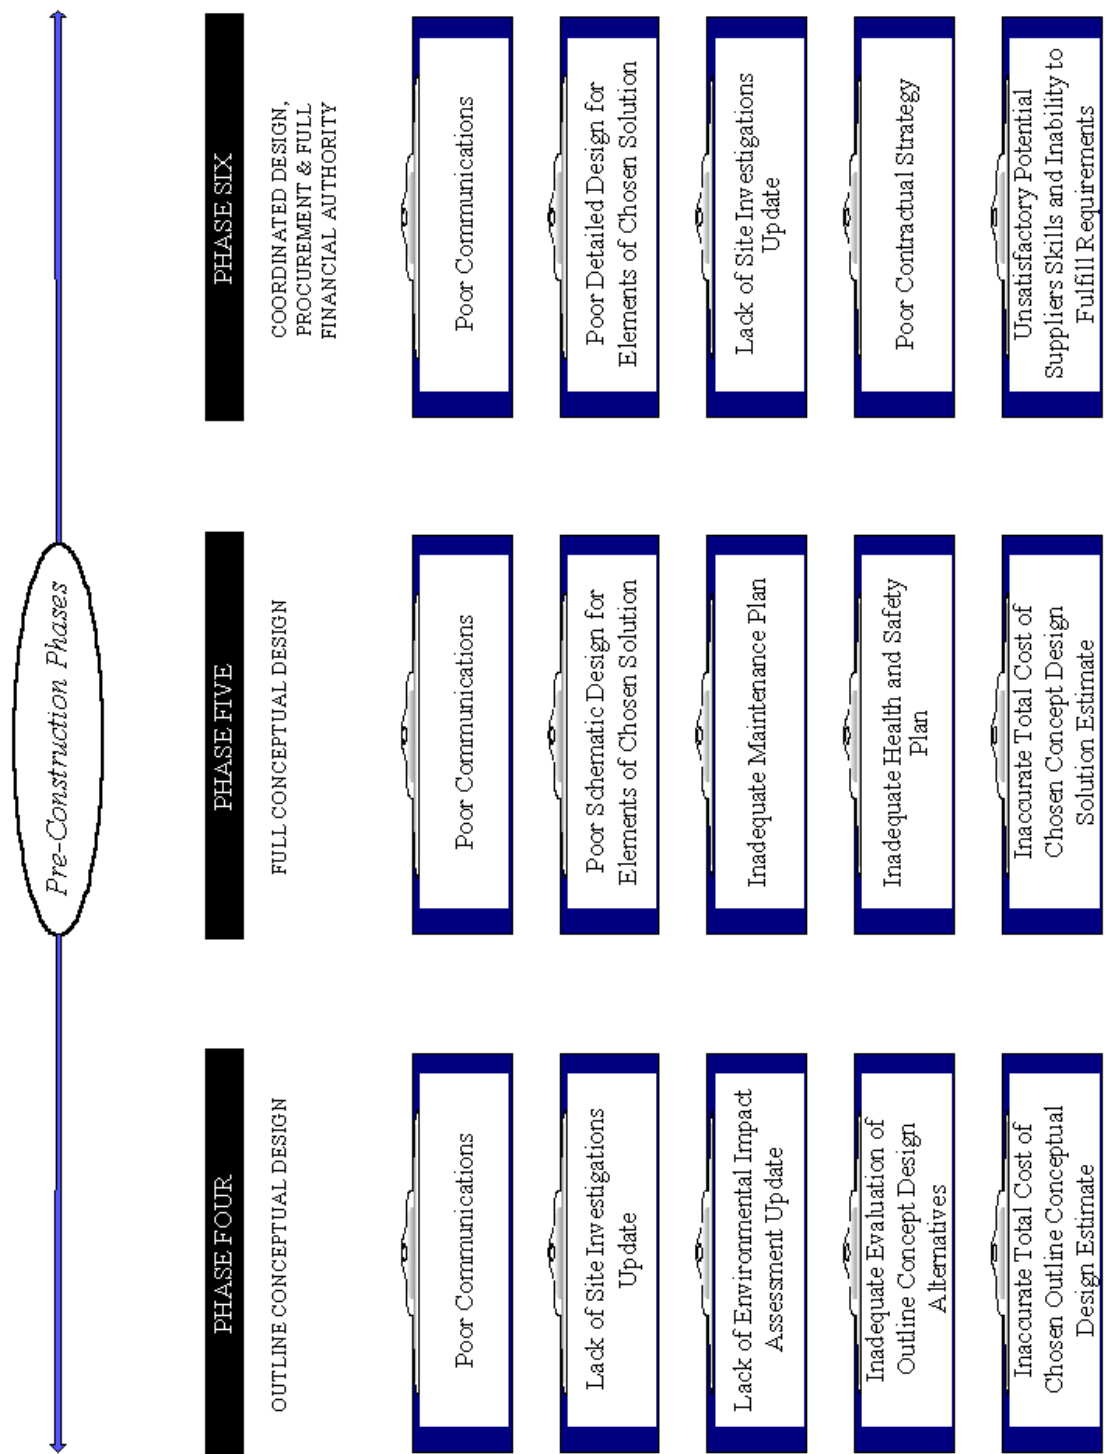 Pre-Construction Phases
PHASE FOUR
OUTLINE CONCEPTUAL DESIGN
Poor Communications
Lack of Site Investigations
Update
Lack of Environmental Impact
Assessment Update
Inadequate Evaluation of
Outline Concept Design
Alternatives
Inaccurate Total Cost of
Chosen Outline Conceptual
Design Estimate
PHASE FIVE
FULL CONCEPTUAL DESIGN
Poor Communications
Poor Schematic Design for
Elements of Chosen Solution
Inadequate Maintenance Plan
Inadequate Health and Safety
Plan
Inaccurate Total Cost of
Chosen Concept Design
Solution Estimate
PHASE SIX
COORDINATED DESIGN,
PROCUREMENT & FULL
FINANCIAL AUTHORITY
Poor Communications
Poor Detailed Design for
Elements of Chosen Solution
Lack of Site Investigations
Update
Poor Contractual Strategy
Unsatisfactory Potential
Suppliers Skills and Inability to
Fulfill Requirements